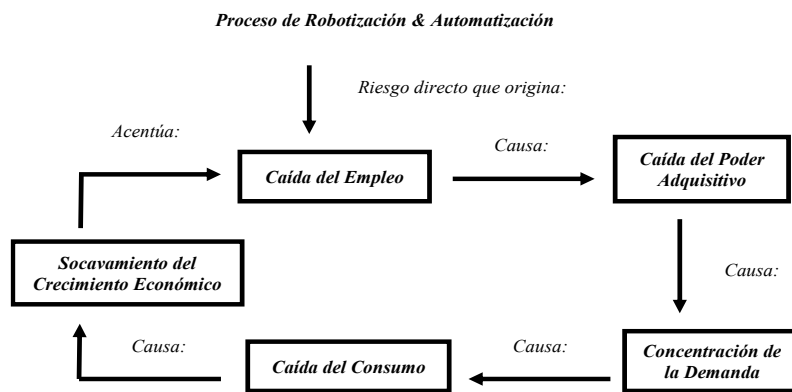 Proceso de Robotización & Automatización
Riesgo directo que origina:
Acentúa:
Causa:
Caída del Empleo
Caída del Poder
Adquisitivo
Socavamiento del
Crecimiento Económico
Causa:
Causa:
Caída del Consumo
Causa:
Concentración de
la Demanda